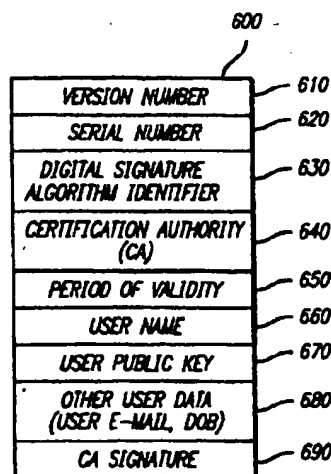 600
VERSION NUMBER 610
SERIAL NUMBER 620
DIGITAL SIGNATURE
ALGORITHM IDENTIFIER 630
CERTIFICATION AUTHORITY
(CA) 640
PERIOD OF VALIDITY 650
USER NAME 660
USER PUBLIC KEY 670
OTHER USER DATA
(USER E-MAIL, DOB) 680
CA SIGNATURE 690